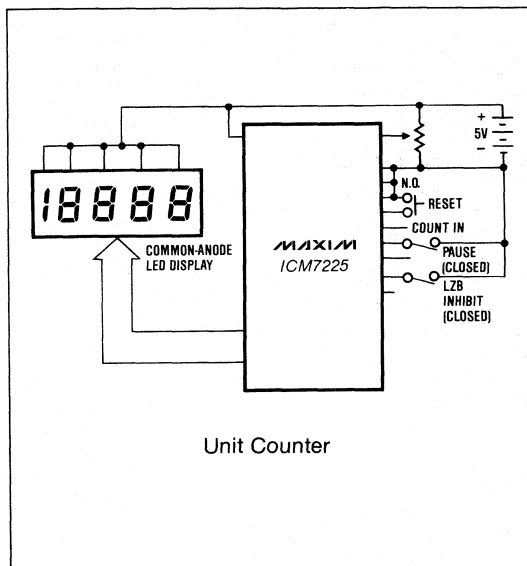 +
5V
−
N.O.
RESET
COUNT IN
PAUSE
(CLOSED)
LZB
INHIBIT
(CLOSED)
18888
COMMON-ANODE
LED DISPLAY
MAXIM
ICM7225
Unit Counter